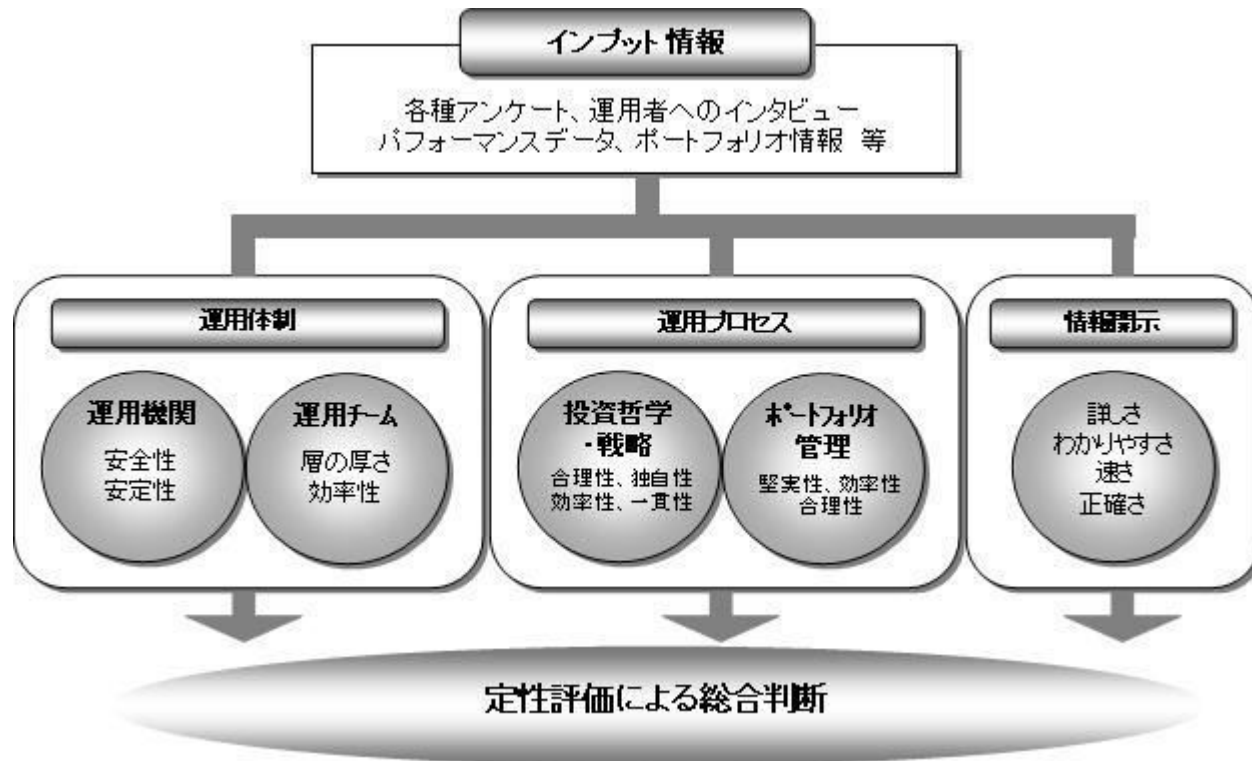 インプット情報
各種アンケート、運用者へのインタビュー
パフォーマンスデータ、ポートフォリオ情報 等
運用体制
運用機関
安全性
安定性
運用チーム
層の厚さ
効率性
運用プロセス
投資哲学
・戦略
合理性、独自性
効率性、一貫性
ポートフォリオ
管理
堅実性、効率性
合理性
情報開示
詳しさ
わかりやすさ
速さ
正確さ
定性評価による総合判断